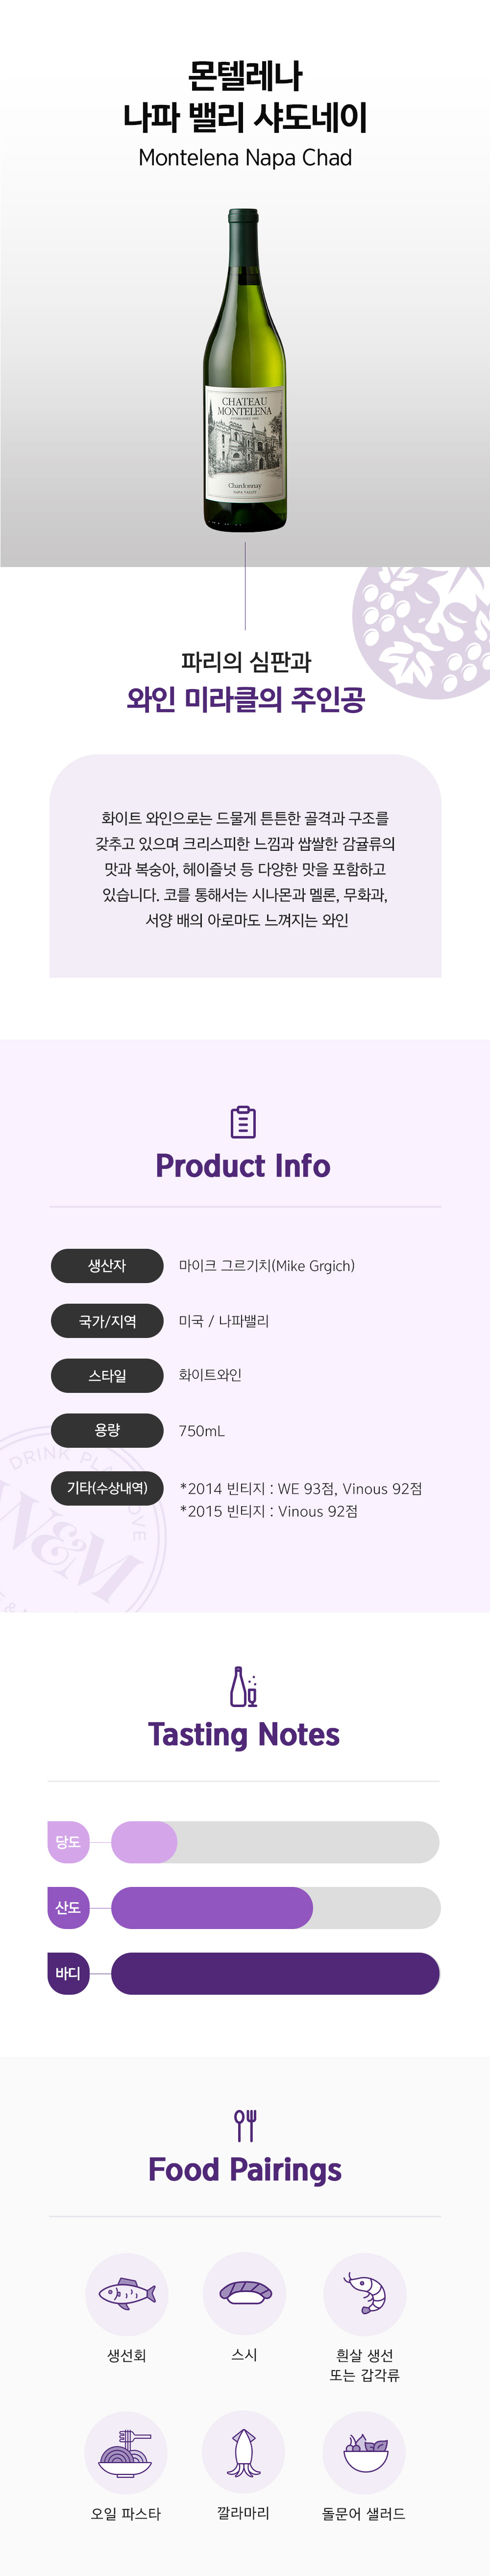 몬텔레나
나파 밸리 샤도네이
Montelena Napa Chad
CHATEAU
MONTELENA
Chardonnay
NAPA VALLEY
파리의 심판과
와인 미라클의 주인공
화이트 와인으로는 드물게 튼튼한 골격과 구조를
갖추고 있으며 크리스피한 느낌과 쌉쌀한 감귤류의
맛과 복숭아, 헤이즐넛 등 다양한 맛을 포함하고
있습니다. 코를 통해서는 시나몬과 멜론, 무화과,
서양 배의 아로마도 느껴지는 와인
Product Info
생산자 마이크 그르기치(Mike Grgich)
국가/지역 미국 / 나파밸리
스타일 화이트와인
용량 750mL
기타(수상내역) *2014 빈티지 : WE 93점, Vinous 92점
*2015 빈티지 : Vinous 92점
DRINK PL OVE
W&M
Tasting Notes
당도
산도
바디
Food Pairings
생선회 스시 흰살 생선
또는 갑각류
오일 파스타 깔라마리 돌문어 샐러드